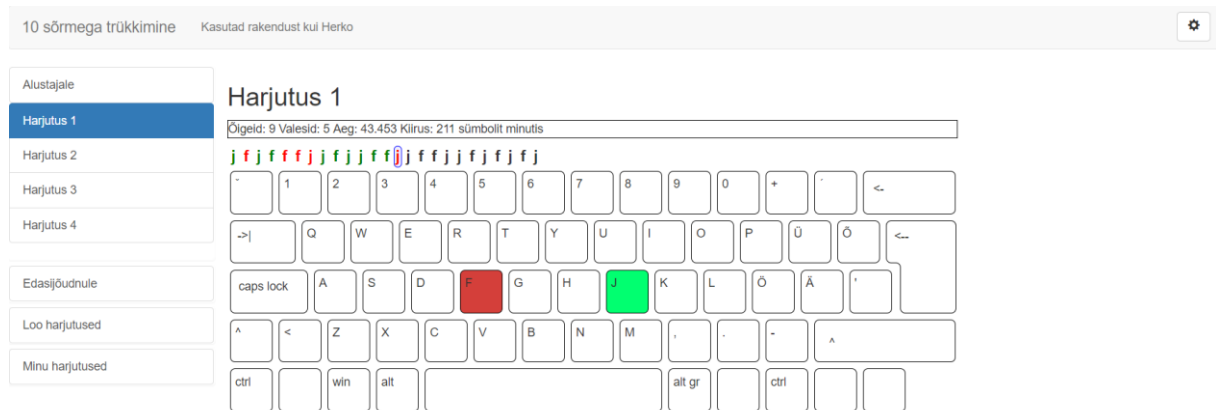 10 sõrmega trükkimine Kasutad rakendust kui Herko
Alustajale
Harjutus 1
Harjutus 2
Harjutus 3
Harjutus 4
Edasijõudnule
Loo harjutused
Minu harjutused
Harjutus 1
Õigeid: 9 Valesid: 5 Aeg: 43.453 Kiirus: 211 sümbolit minutis
j f j f f f j j f j j f f j j f f j j f j f j f j
ˇ 1 2 3 4 5 6 7 8 9 0 + ´ <-
->| Q W E R T Y U I O P Ü Õ <--
caps lock A S D F G H J K L Ö Ä '
^ < Z X C V B N M , . - ^
ctrl win alt alt gr ctrl